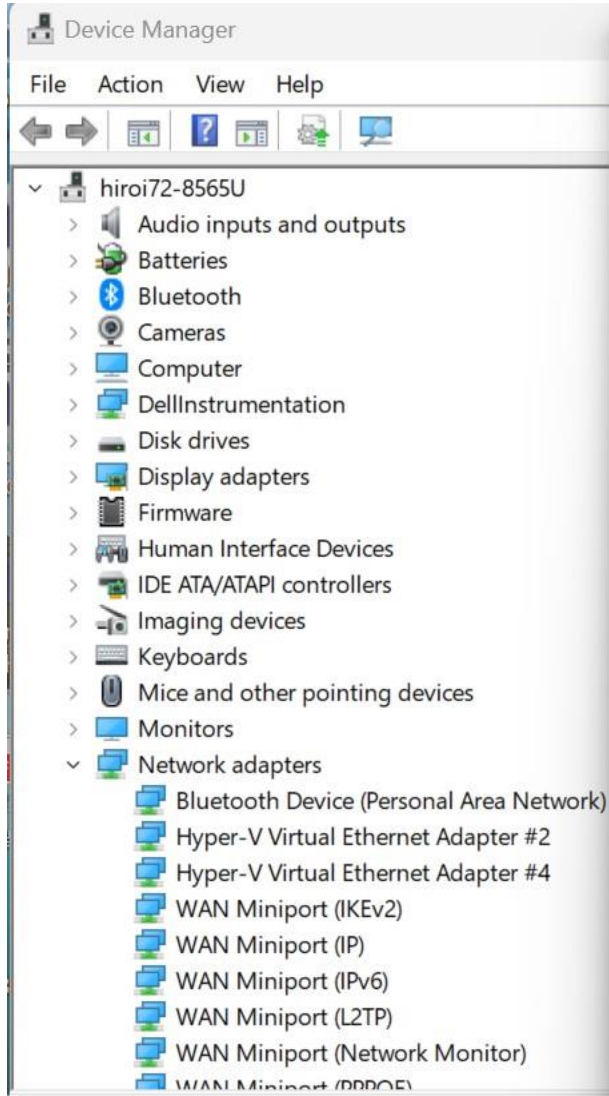 Device Manager
File Action View Help
hiroi72-8565U
Audio inputs and outputs
Batteries
Bluetooth
Cameras
Computer
DellInstrumentation
Disk drives
Display adapters
Firmware
Human Interface Devices
IDE ATA/ATAPI controllers
Imaging devices
Keyboards
Mice and other pointing devices
Monitors
Network adapters
Bluetooth Device (Personal Area Network)
Hyper-V Virtual Ethernet Adapter #2
Hyper-V Virtual Ethernet Adapter #4
WAN Miniport (IKEv2)
WAN Miniport (IP)
WAN Miniport (IPv6)
WAN Miniport (L2TP)
WAN Miniport (Network Monitor)
WAN Miniport (PPPOE)